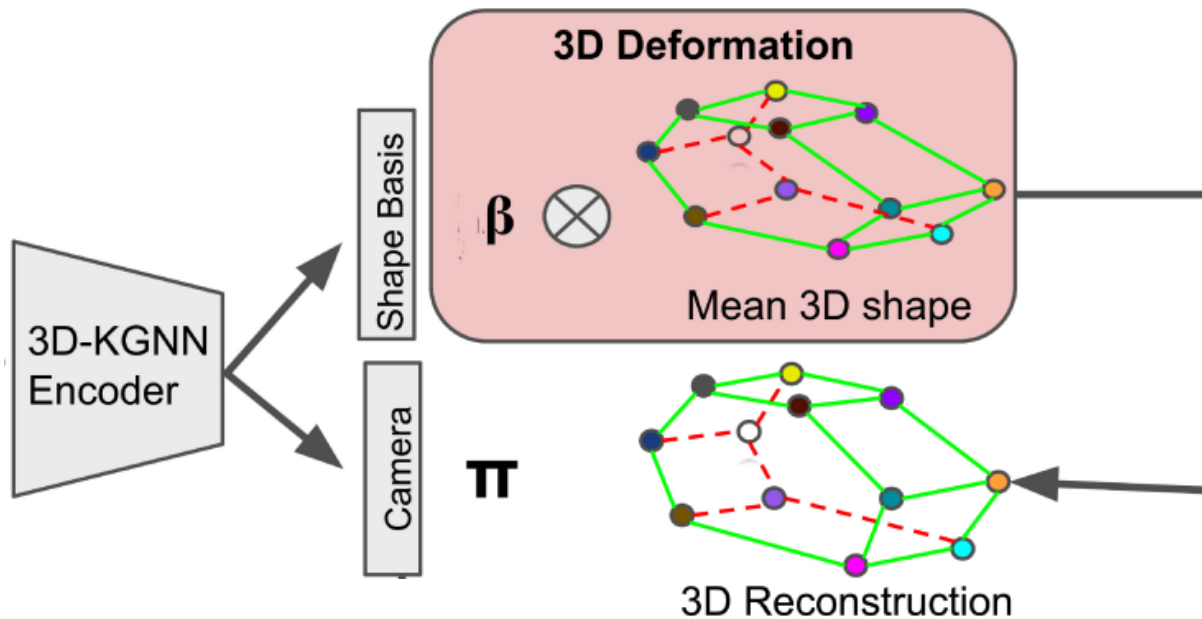 3D Deformation
Shape Basis
β
Mean 3D shape
3D-KGNN
Encoder
Camera
π
3D Reconstruction